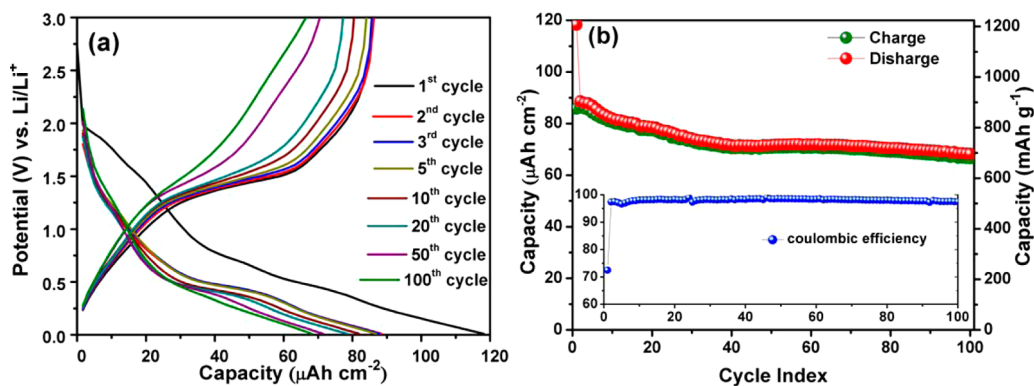 (a)
Potential (V) vs. Li/Li⁺
3.0
2.5
2.0
1.5
1.0
0.5
0.0
1ˢᵗ cycle
2ⁿᵈ cycle
3ʳᵈ cycle
5ᵗʰ cycle
10ᵗʰ cycle
20ᵗʰ cycle
50ᵗʰ cycle
100ᵗʰ cycle
0 20 40 60 80 100 120
Capacity (μAh cm⁻²)
(b)
Capacity (μAh cm⁻²)
120
100
80
60
40
20
0
Charge
Disharge
100
90
80
70
60
coulombic efficiency
0 20 40 60 80 100
1200
1000
800
600
400
200
0
Capacity (mAh g⁻¹)
0 20 40 60 80 100
Cycle Index